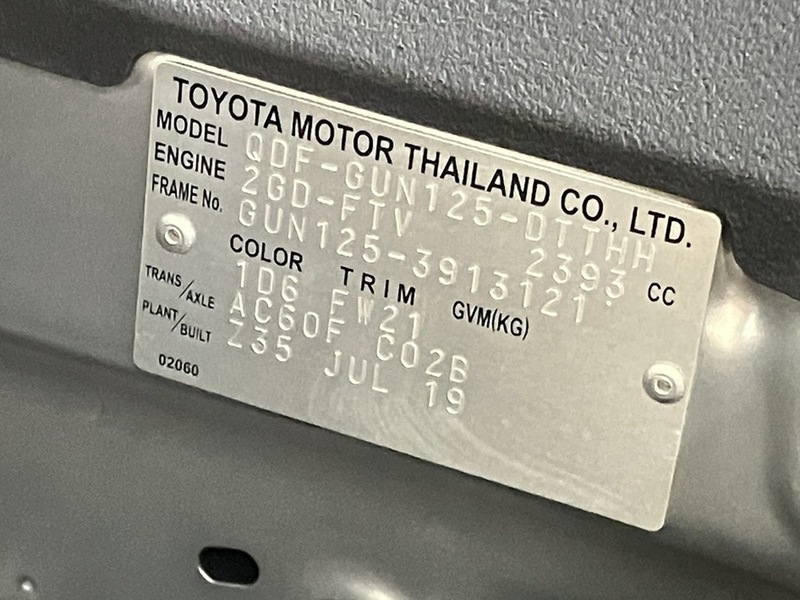 TOYOTA MOTOR THAILAND CO., LTD.
MODEL QDF-GUN125-DTTHH
ENGINE 2GD-FTV 2393 CC
FRAME No. GUN125-3913121
COLOR TRIM GVM(KG)
1D6 FW21
TRANS/AXLE AC60F C02B
PLANT/BUILT Z35 JUL 19
02060